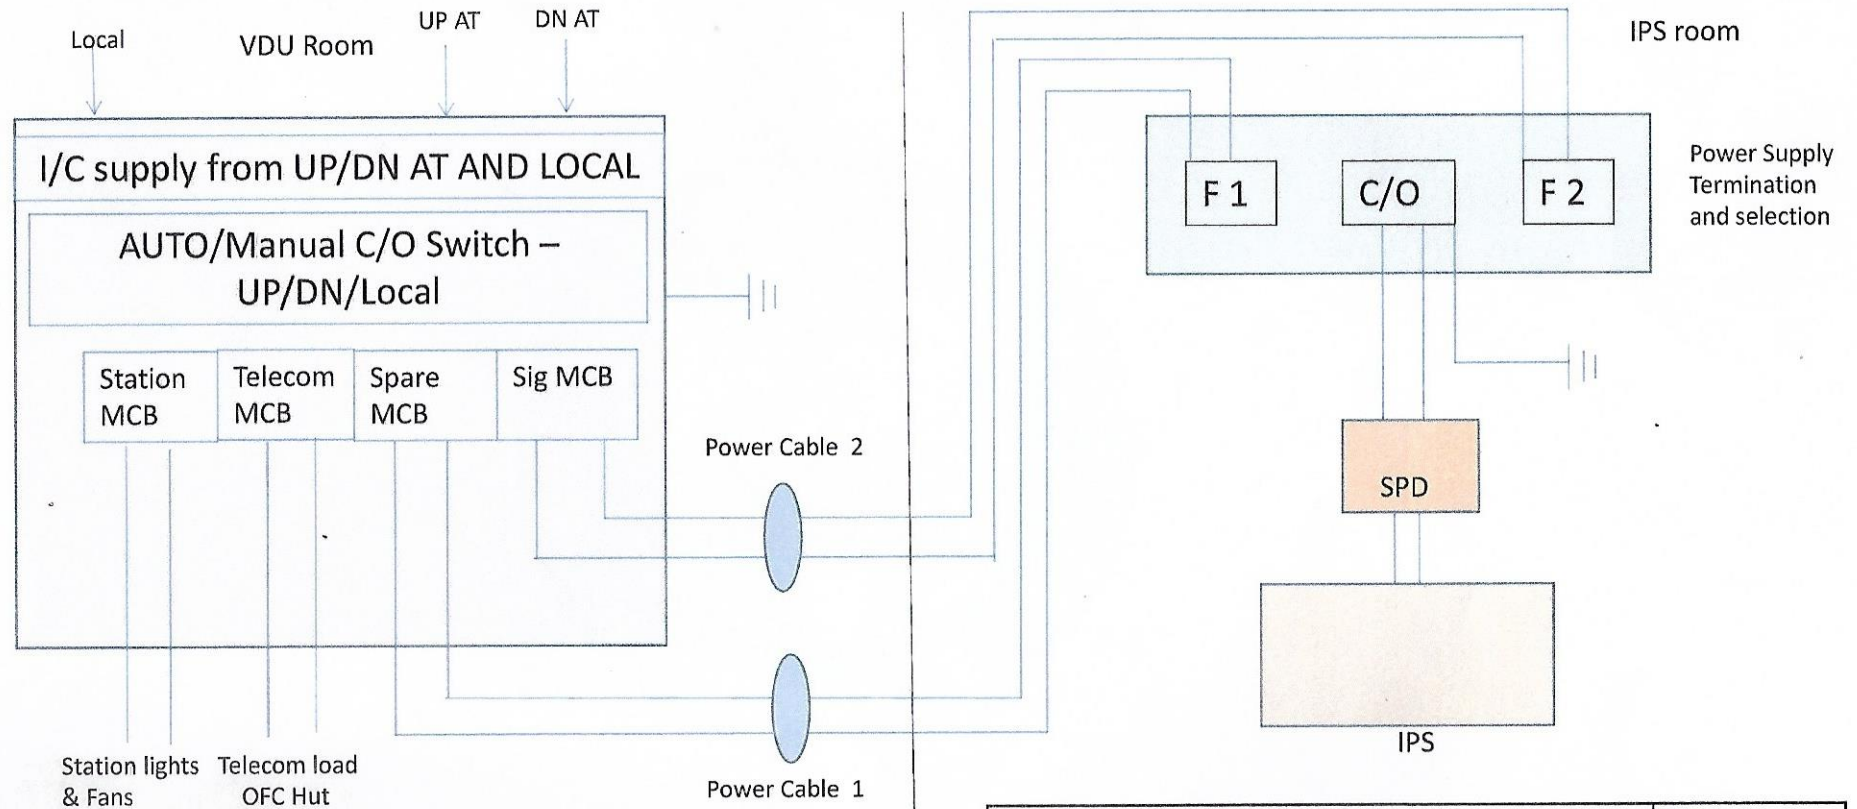 Local
VDU Room
UP AT
DN AT
IPS room
I/C supply from UP/DN AT AND LOCAL
AUTO/Manual C/O Switch –
UP/DN/Local
Station
MCB
Telecom
MCB
Spare
MCB
Sig MCB
Power Cable 2
Power Cable 1
Station lights
& Fans
Telecom load
OFC Hut
F 1
C/O
F 2
Power Supply
Termination
and selection
SPD
IPS